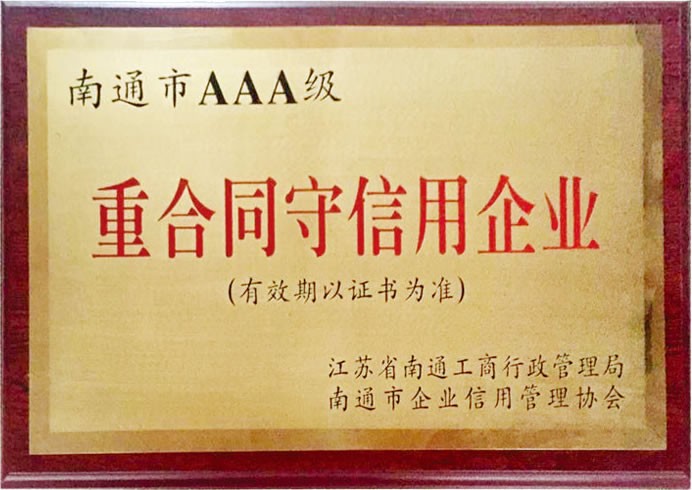 南通市AAA级
重合同守信用企业
(有效期以证书为准)
江苏省南通工商行政管理局
南通市企业信用管理协会